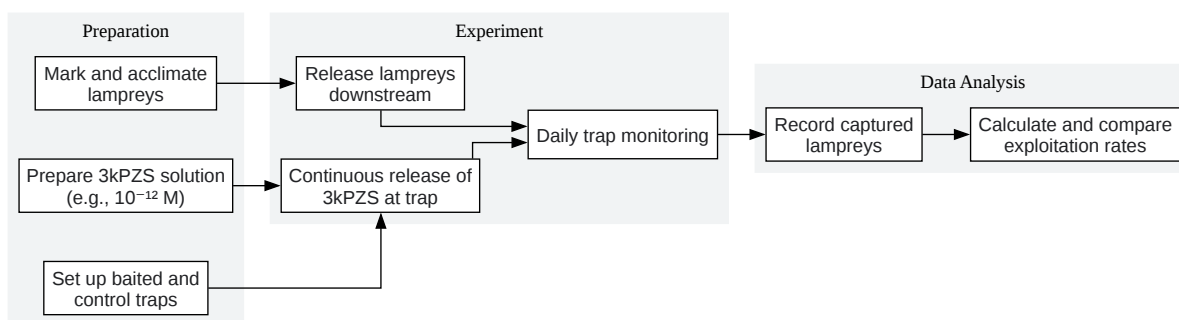 Preparation
Mark and acclimate
lampreys
Prepare 3kPZS solution
(e.g., 10⁻¹² M)
Set up baited and
control traps
Experiment
Release lampreys
downstream
Continuous release of
3kPZS at trap
Daily trap monitoring
Data Analysis
Record captured
lampreys
Calculate and compare
exploitation rates